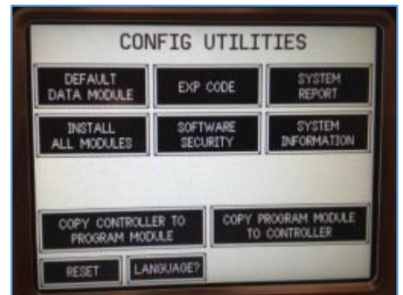 CONFIG UTILITIES
DEFAULT
DATA MODULE
EXP CODE
SYSTEM
REPORT
INSTALL
ALL MODULES
SOFTWARE
SECURITY
SYSTEM
INFORMATION
COPY CONTROLLER TO
PROGRAM MODULE
COPY PROGRAM MODULE
TO CONTROLLER
RESET
LANGUAGE?